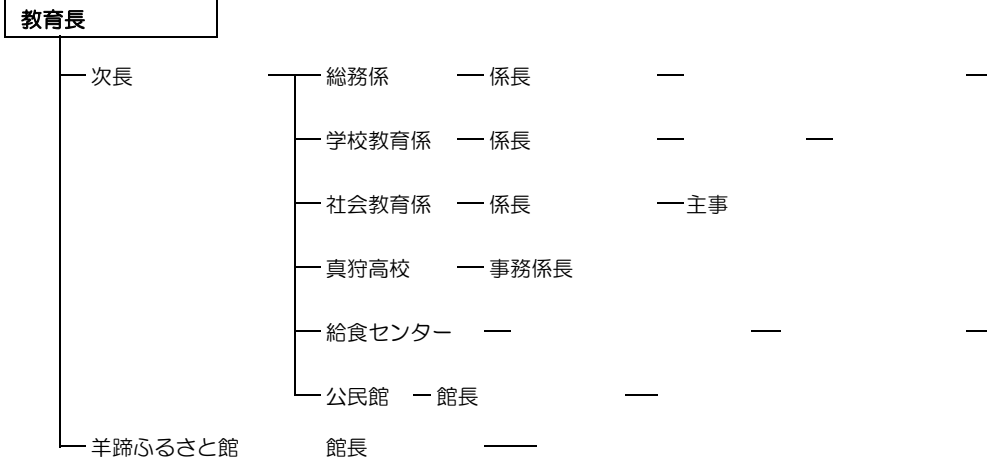 教育長
次長 総務係 係長
学校教育係 係長
社会教育係 係長 主事
真狩高校 事務係長
給食センター
公民館 館長
羊蹄ふるさと館 館長